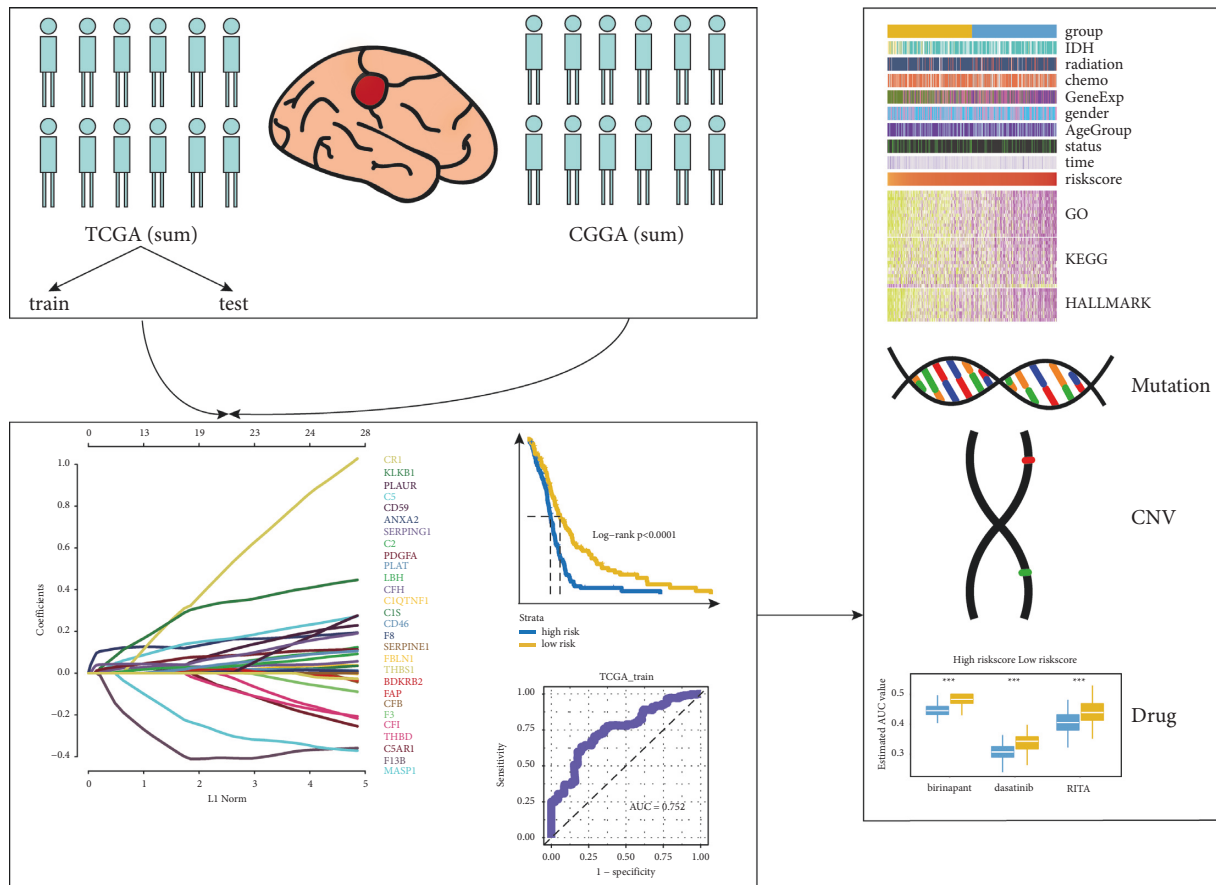 TCGA (sum)
CGGA (sum)
train
test
0 13 19 23 24 28
1.0
0.8
0.6
0.4
0.2
0.0
−0.2
−0.4
Coefficients
0 1 2 3 4 5
L1 Norm
CR1
KLKB1
PLAUR
C5
CD59
ANXA2
SERPING1
C2
PDGFA
PLAT
LBH
CFH
C1QTNF1
C1S
CD46
F8
SERPINE1
FBLN1
THBS1
BDKRB2
FAP
CFB
F3
CFI
THBD
C5AR1
F13B
MASP1
Log−rank p<0.0001
Strata
high risk
low risk
TCGA_train
1.00
0.75
0.50
0.25
0.00
Sensitivity
AUC = 0.752
0.00 0.25 0.50 0.75 1.00
1 − specificity
group
IDH
radiation
chemo
GeneExp
gender
AgeGroup
status
time
riskscore
GO
KEGG
HALLMARK
Mutation
CNV
High riskscore Low riskscore
*** *** ***
0.5
0.4
0.3
Estimated AUC value
birinapant dasatinib RITA
Drug